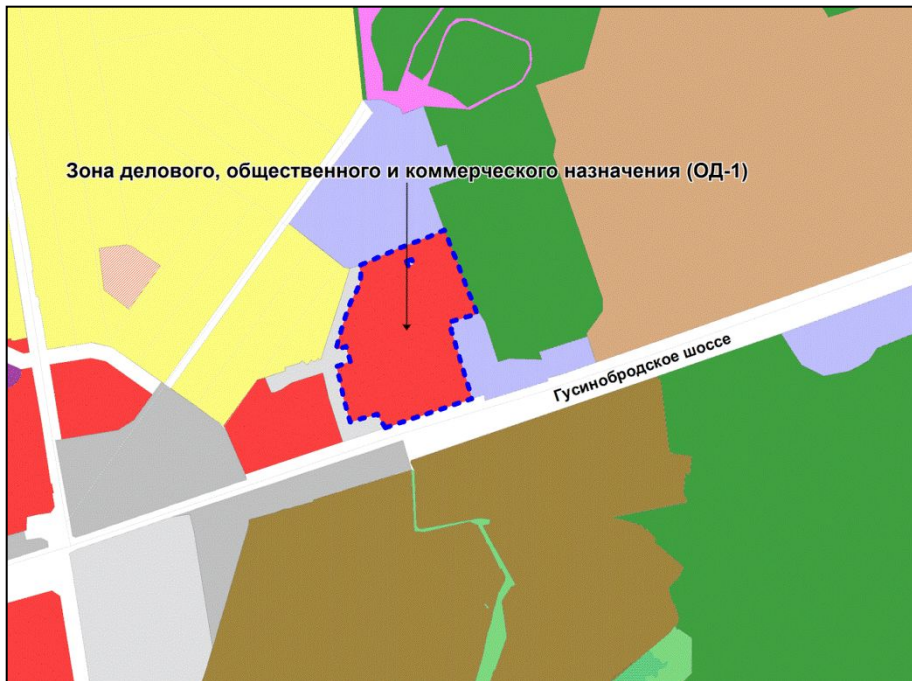 Зона делового, общественного и коммерческого назначения (ОД-1)
Гусинобродское шоссе